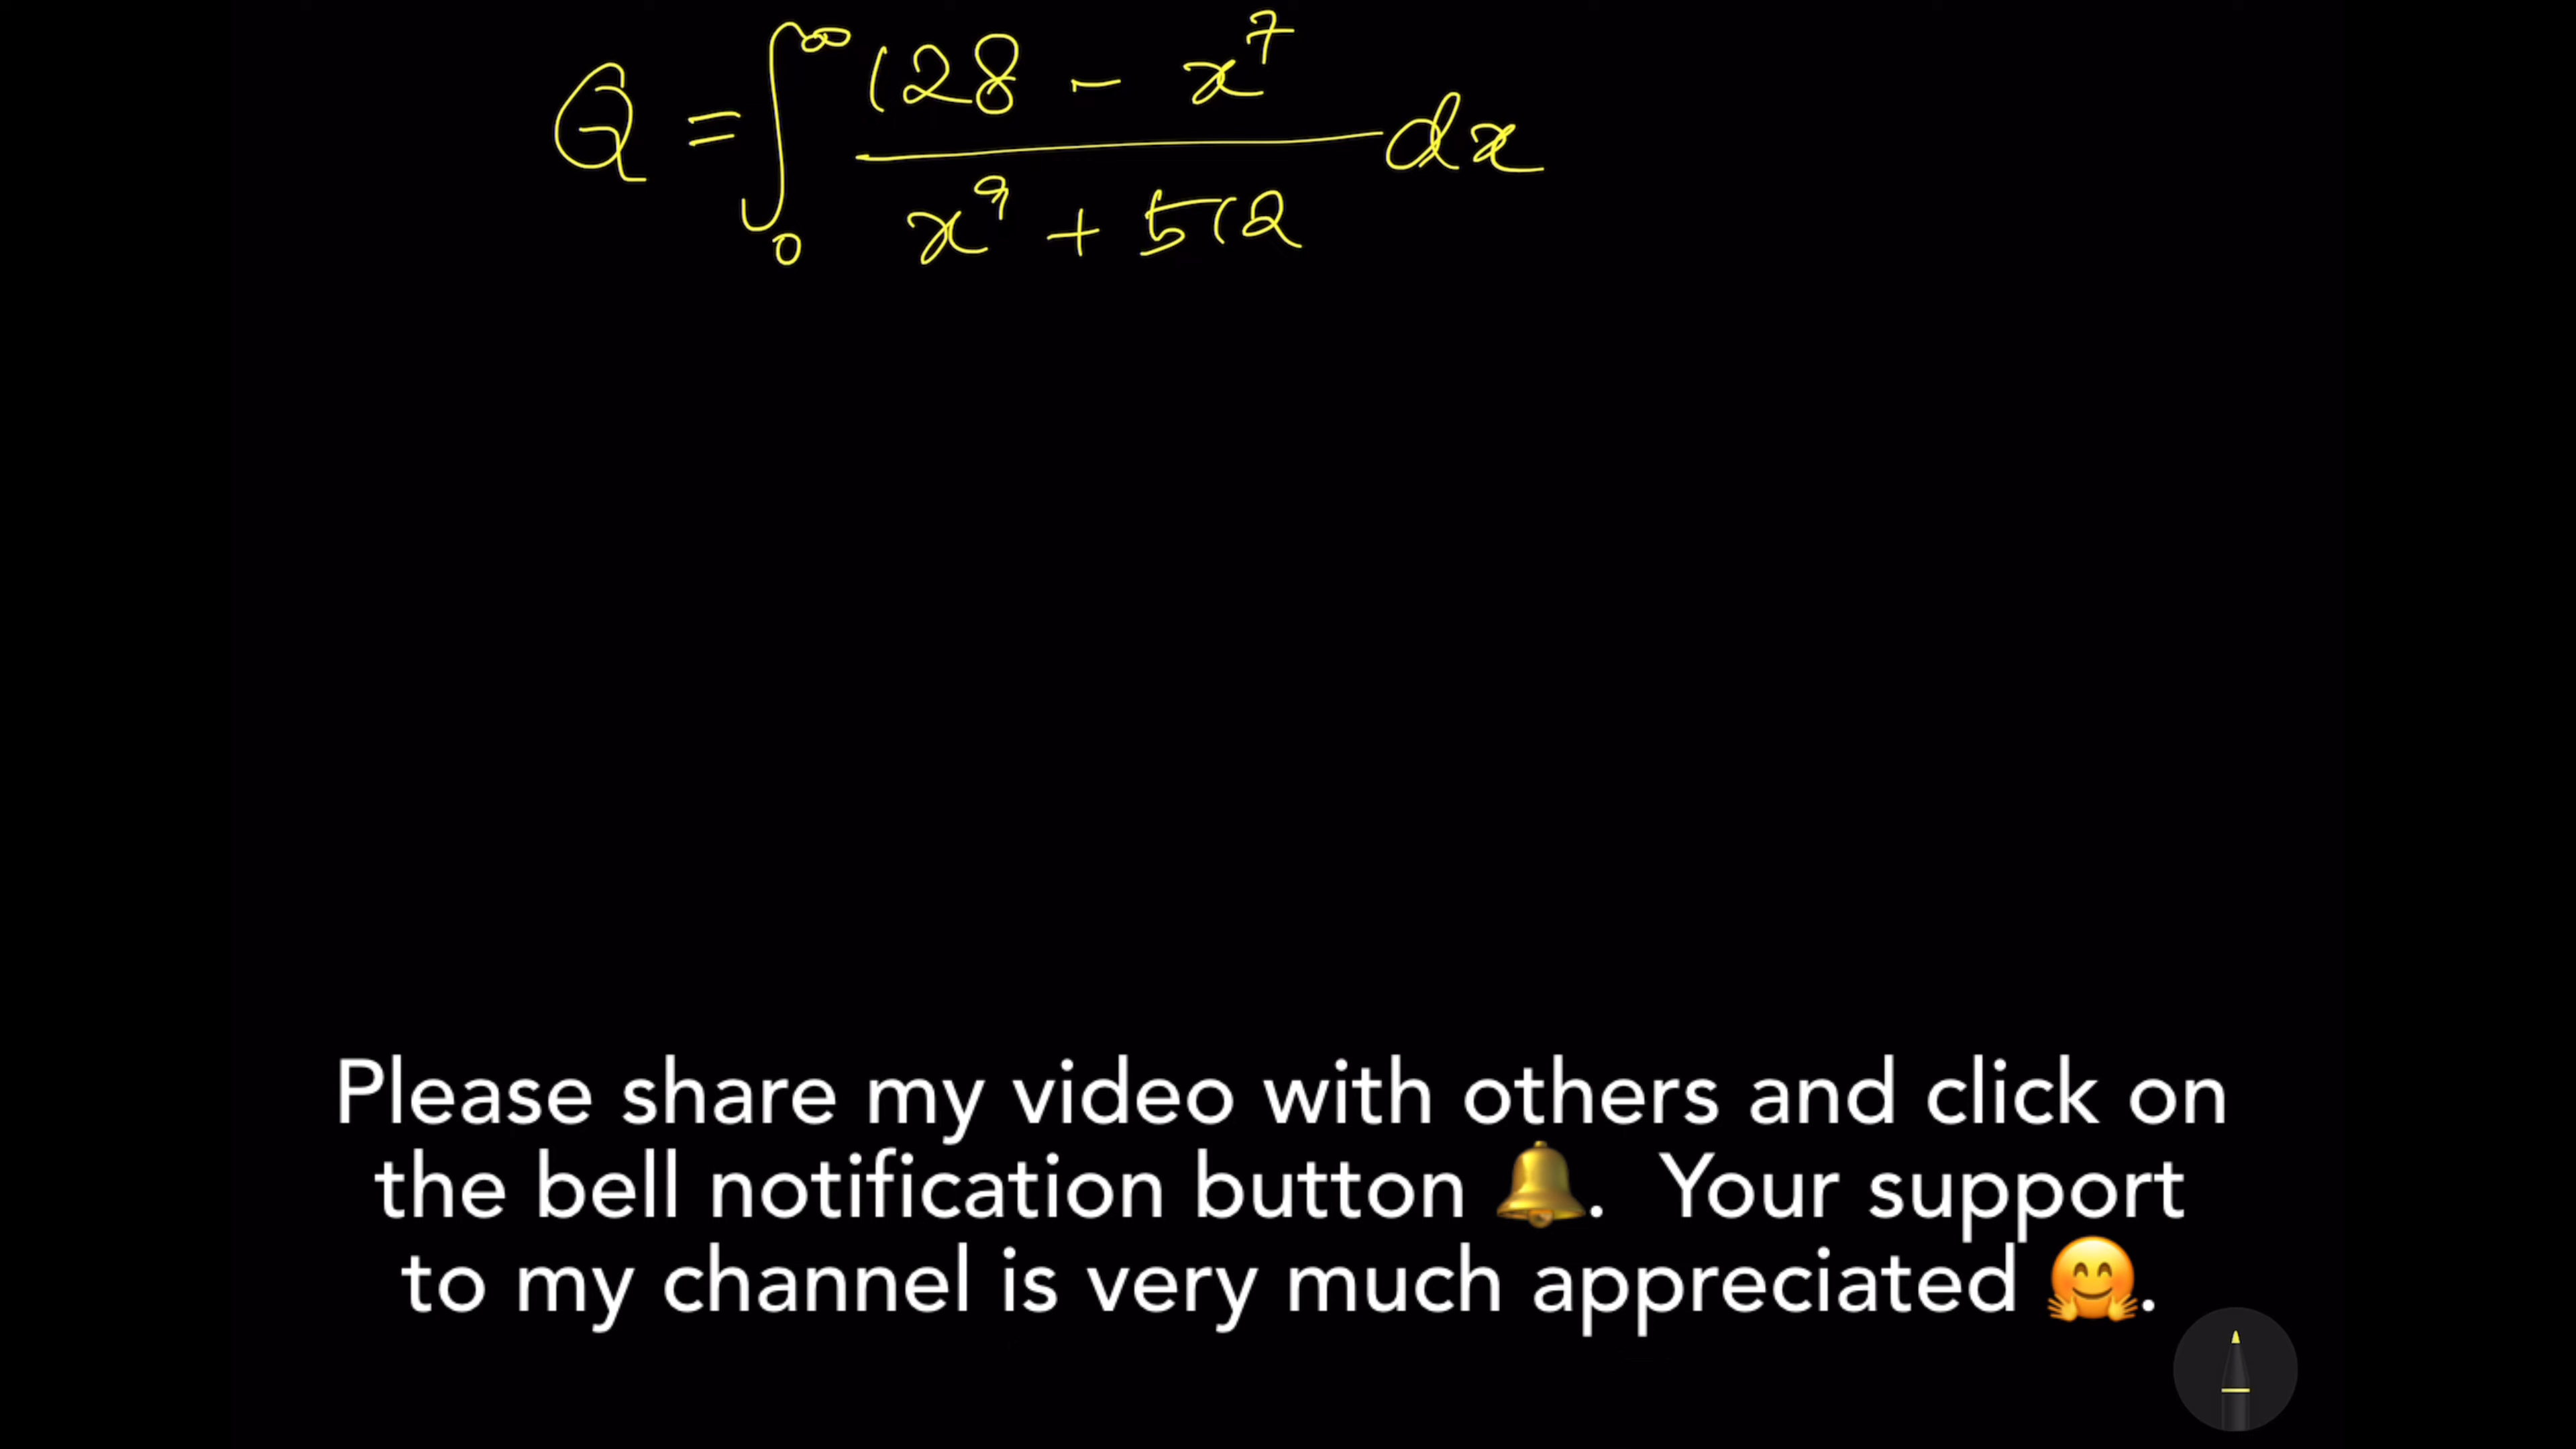 Q = ∫₀^∞ (128 - x⁷)/(x⁹ + 512) dx
Please share my video with others and click on
the bell notification button 🔔. Your support
to my channel is very much appreciated 🤗.